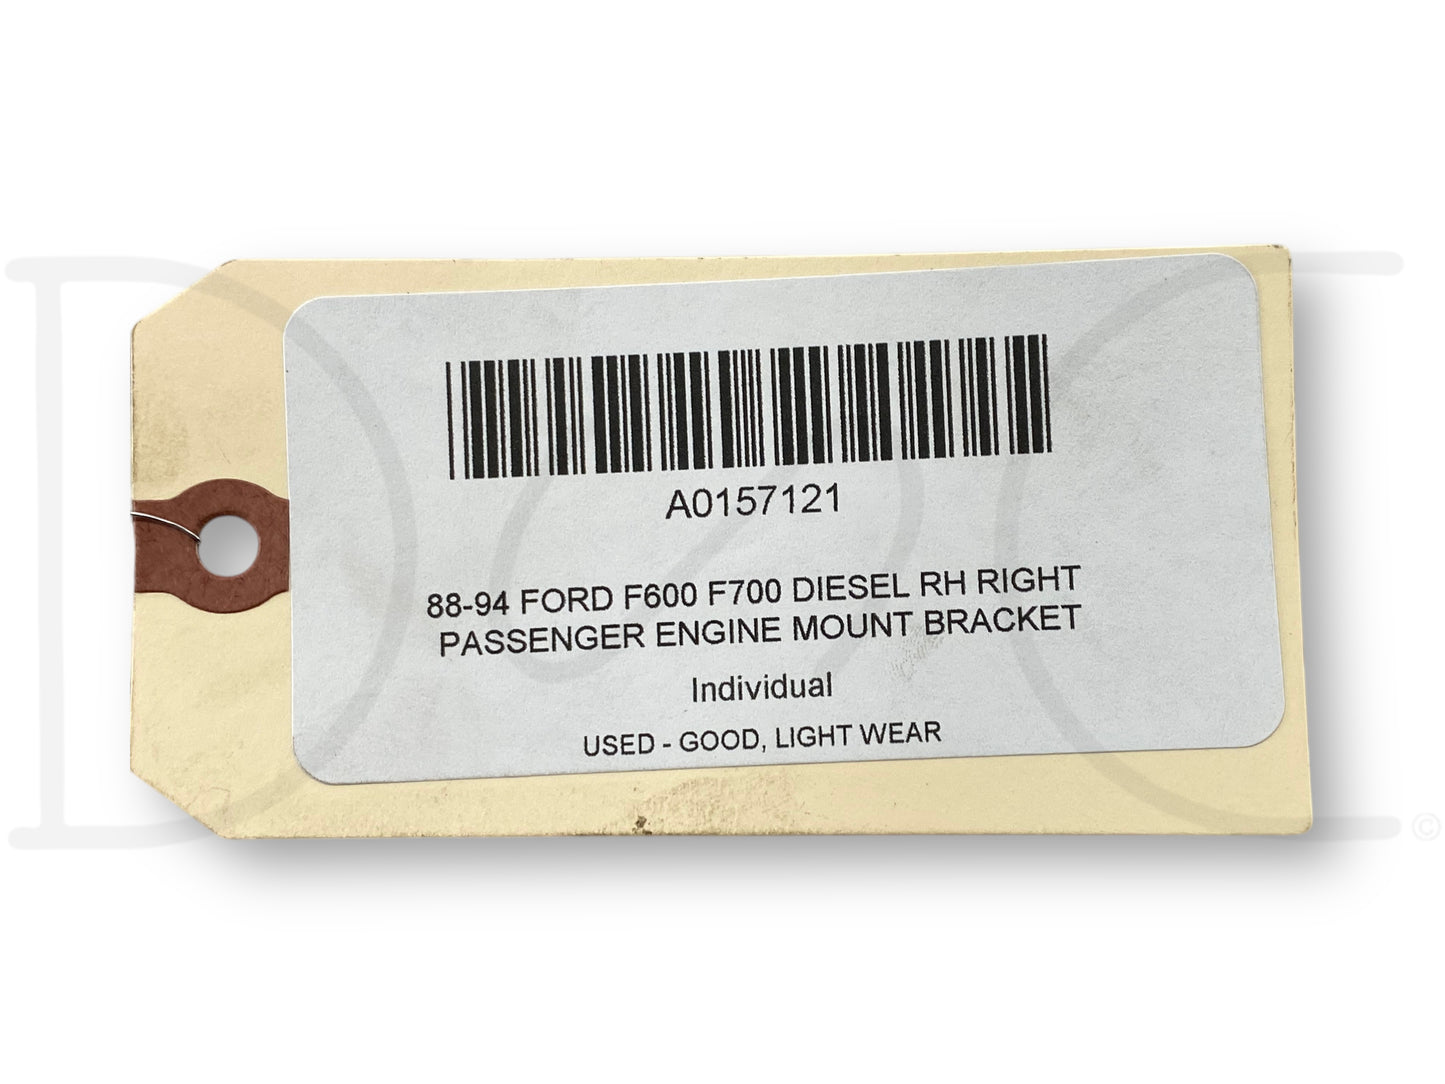 A0157121
88-94 FORD F600 F700 DIESEL RH RIGHT
PASSENGER ENGINE MOUNT BRACKET
Individual
USED - GOOD, LIGHT WEAR
©